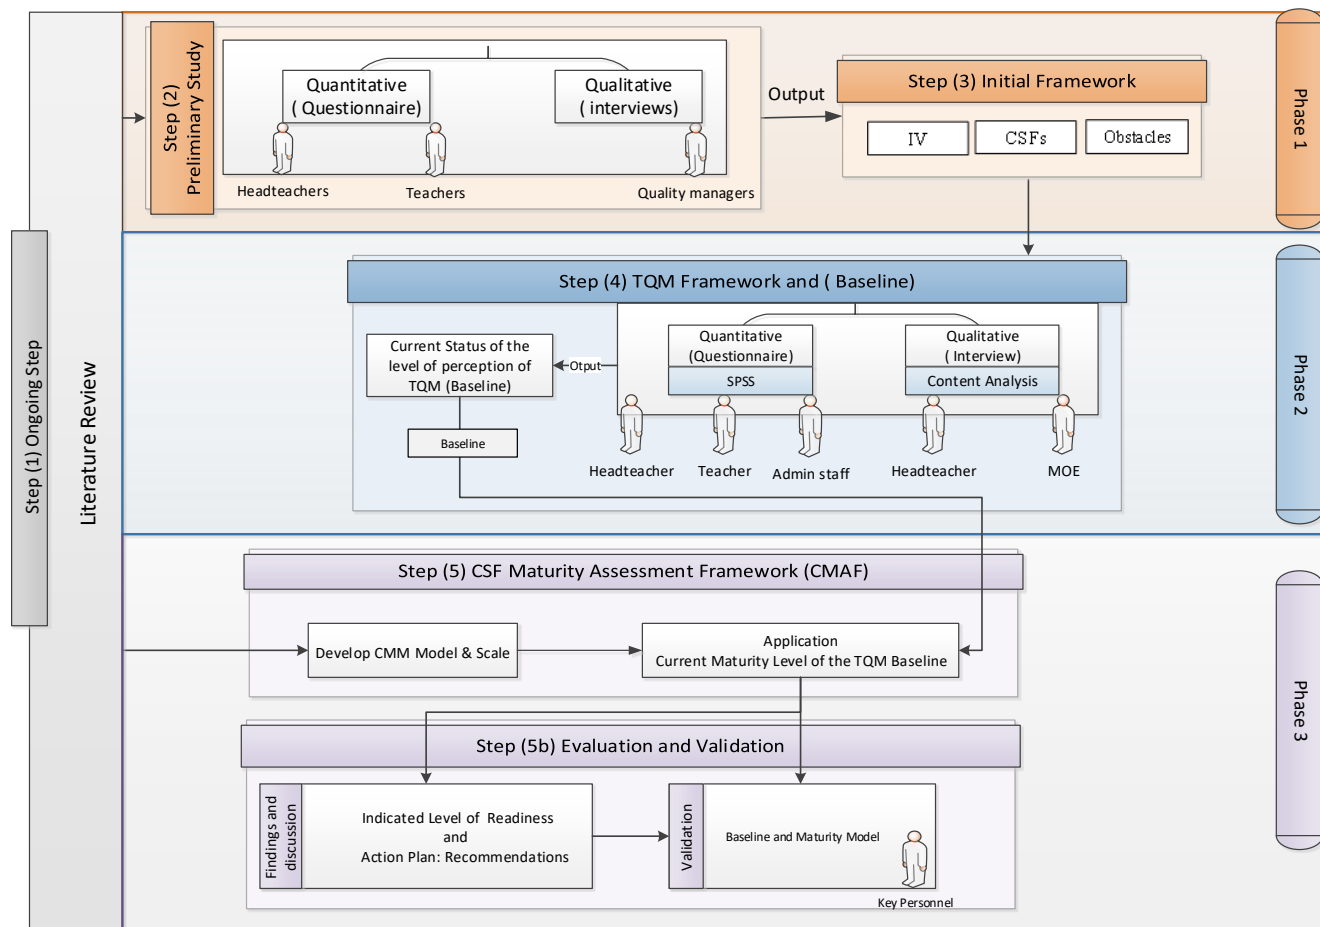 Step (1) Ongoing Step
Literature Review
Step (2)
Preliminary Study
Quantitative
( Questionnaire)
Qualitative
( interviews)
Headteachers
Teachers
Quality managers
Output
Step (3) Initial Framework
IV
CSFs
Obstacles
Phase 1
Step (4) TQM Framework and ( Baseline)
Current Status of the
level of perception of
TQM (Baseline)
Otput
Quantitative
(Questionnaire)
SPSS
Qualitative
( Interview)
Content Analysis
Baseline
Headteacher
Teacher
Admin staff
Headteacher
MOE
Phase 2
Step (5) CSF Maturity Assessment Framework (CMAF)
Develop CMM Model & Scale
Application
Current Maturity Level of the TQM Baseline
Step (5b) Evaluation and Validation
Findings and
discussion
Indicated Level of Readiness
and
Action Plan: Recommendations
Validation
Baseline and Maturity Model
Key Personnel
Phase 3